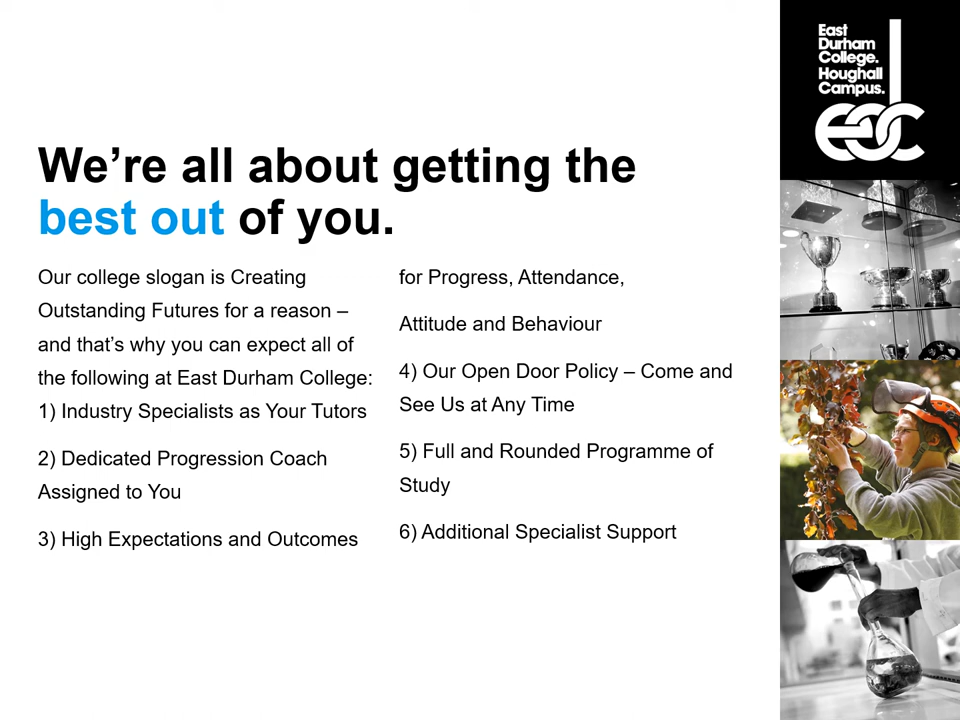 We're all about getting the
best out of you.
Our college slogan is Creating
Outstanding Futures for a reason –
and that's why you can expect all of
the following at East Durham College:
1) Industry Specialists as Your Tutors
2) Dedicated Progression Coach
Assigned to You
3) High Expectations and Outcomes
for Progress, Attendance,
Attitude and Behaviour
4) Our Open Door Policy – Come and
See Us at Any Time
5) Full and Rounded Programme of
Study
6) Additional Specialist Support
East
Durham
College.
Houghall
Campus.
edc